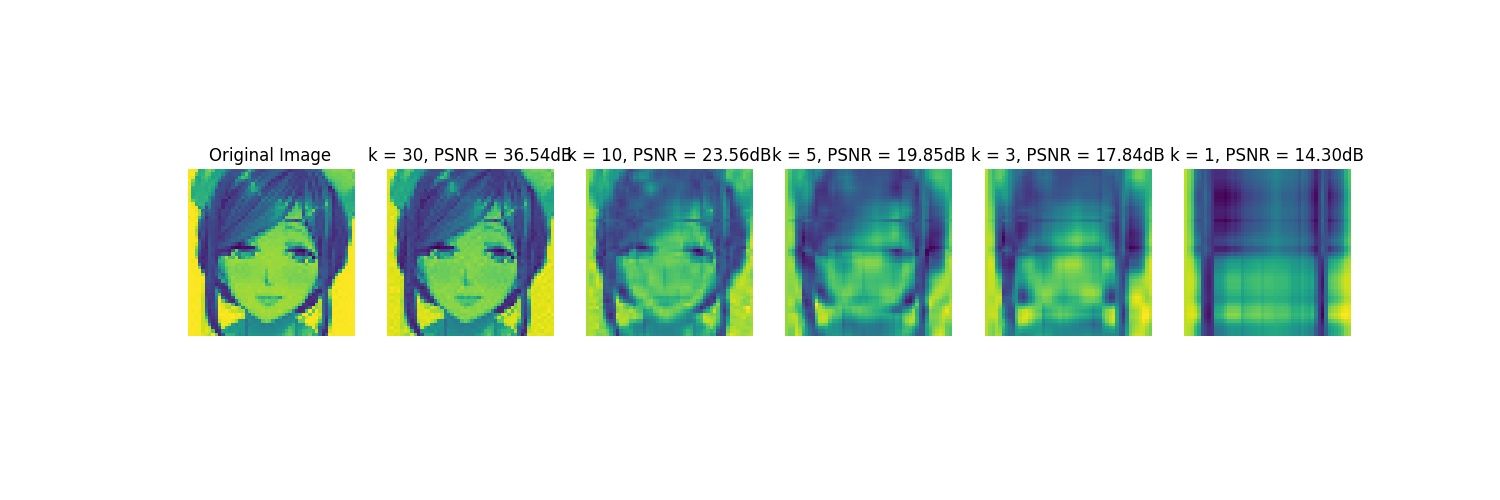 Original Image
k = 30, PSNR = 36.54dB
k = 10, PSNR = 23.56dB
k = 5, PSNR = 19.85dB
k = 3, PSNR = 17.84dB
k = 1, PSNR = 14.30dB